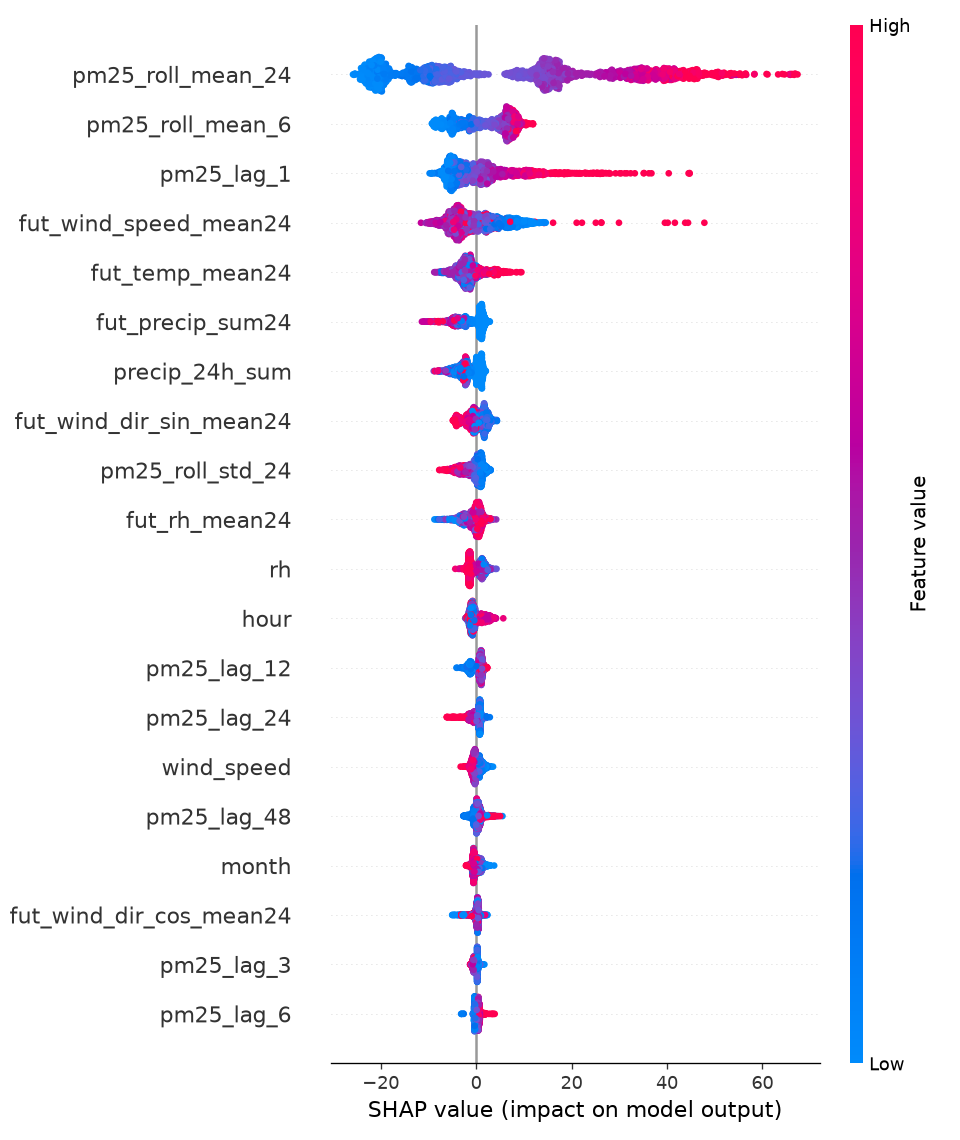 High
pm25_roll_mean_24
pm25_roll_mean_6
pm25_lag_1
fut_wind_speed_mean24
fut_temp_mean24
fut_precip_sum24
precip_24h_sum
fut_wind_dir_sin_mean24
pm25_roll_std_24
fut_rh_mean24
rh
hour
pm25_lag_12
pm25_lag_24
wind_speed
pm25_lag_48
month
fut_wind_dir_cos_mean24
pm25_lag_3
pm25_lag_6
Feature value
Low
−20 0 20 40 60
SHAP value (impact on model output)